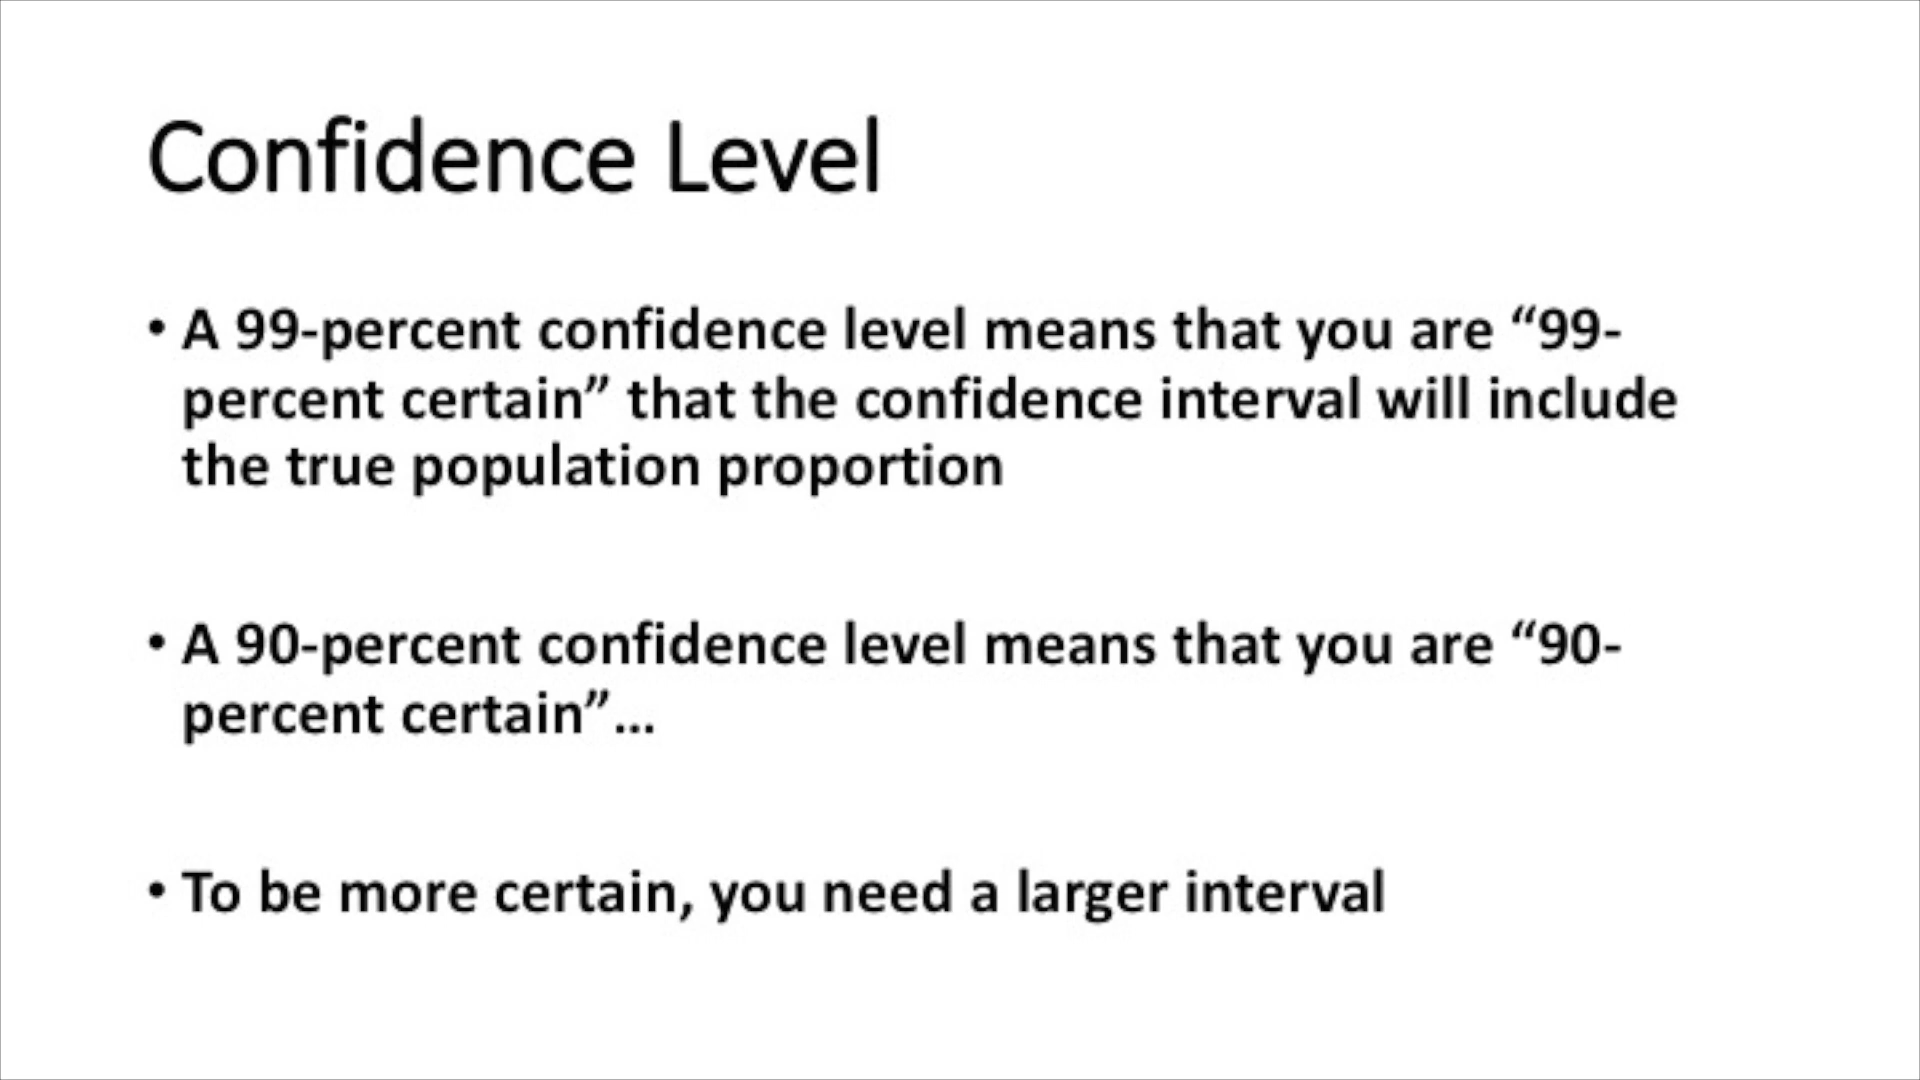 Confidence Level
• A 99-percent confidence level means that you are “99-
percent certain” that the confidence interval will include
the true population proportion
• A 90-percent confidence level means that you are “90-
percent certain”…
• To be more certain, you need a larger interval